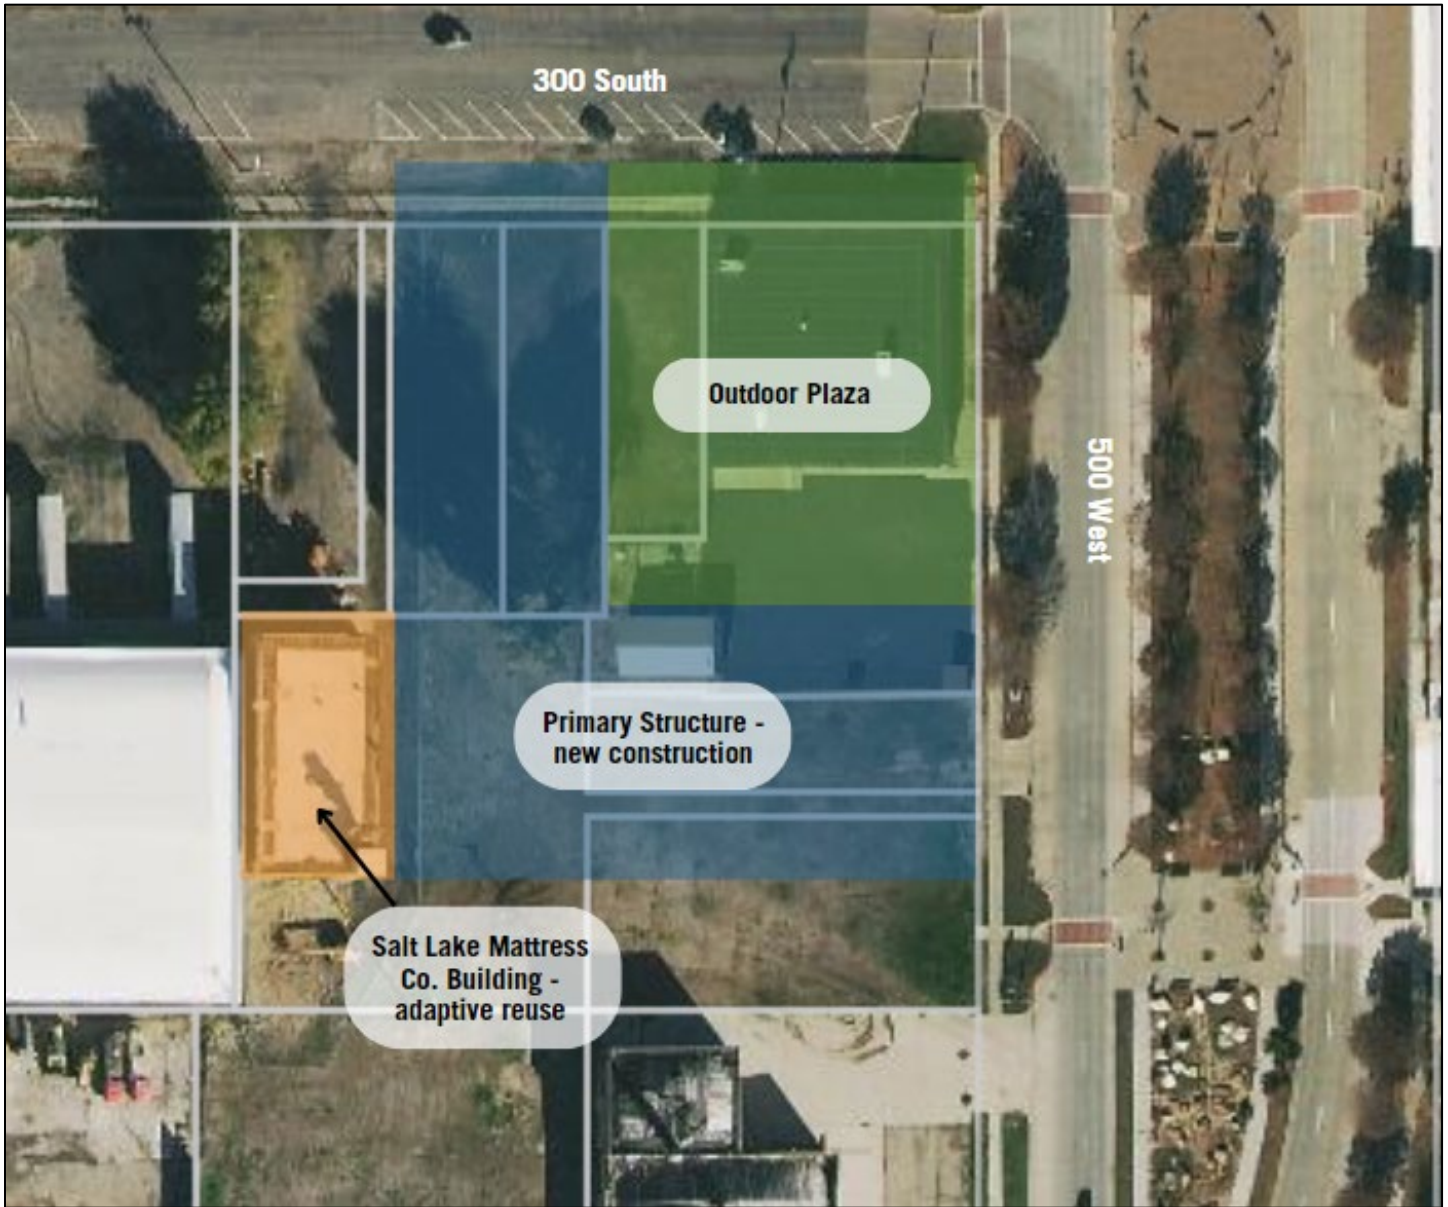 300 South
Outdoor Plaza
500 West
Primary Structure -
new construction
Salt Lake Mattress
Co. Building -
adaptive reuse